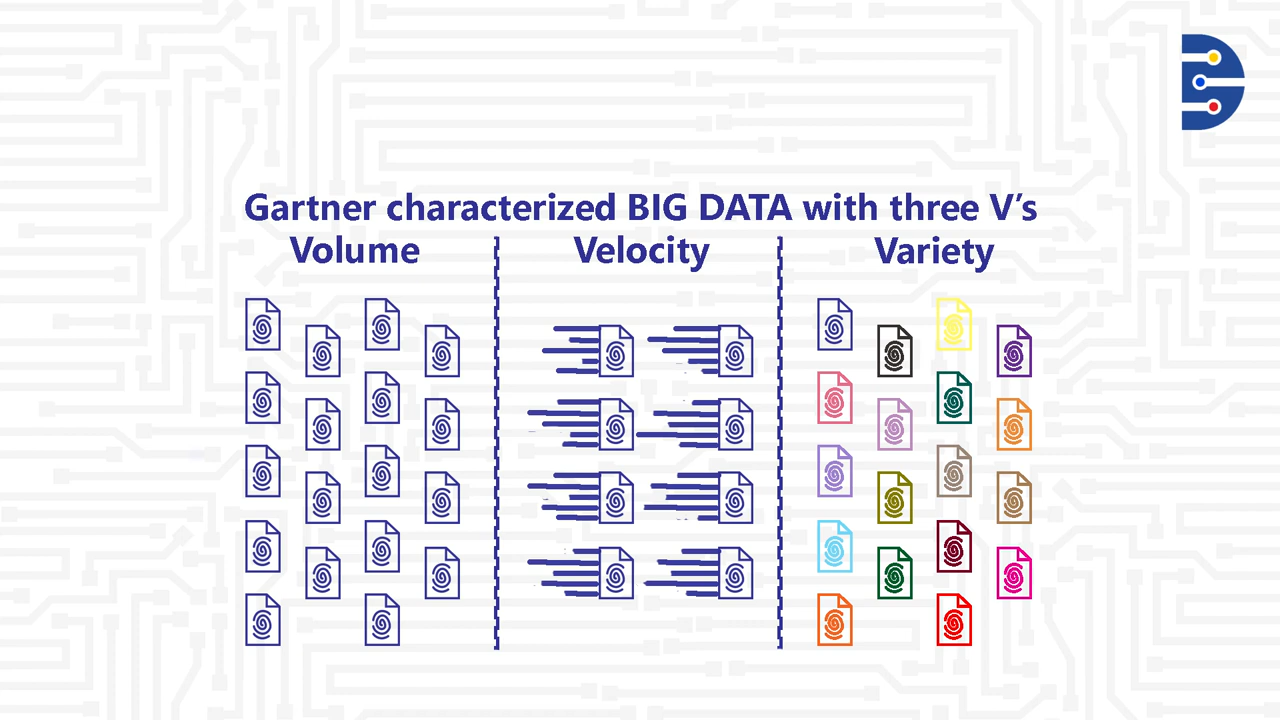 Gartner characterized BIG DATA with three V’s
Volume
Velocity
Variety